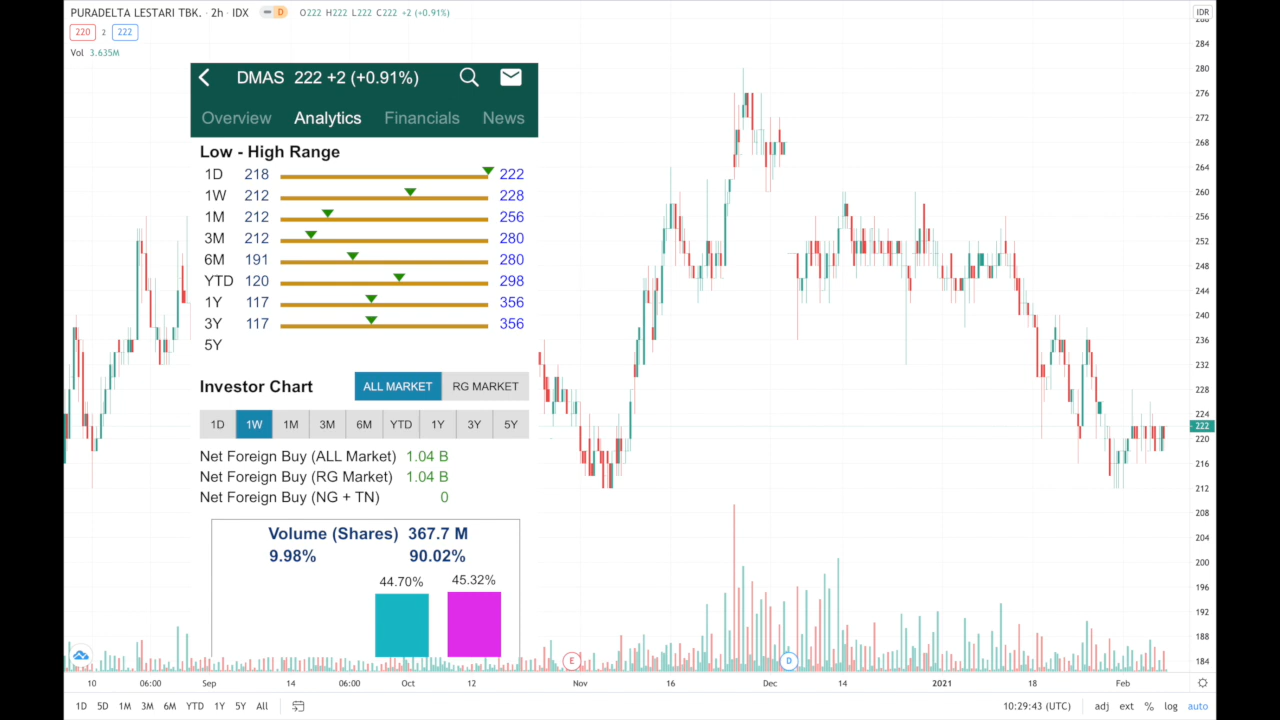 PURADELTA LESTARI TBK. · 2h · IDX D O222 H222 L222 C222 +2 (+0.91%)
IDR
220 2 222
Vol 3.635M
DMAS 222 +2 (+0.91%)
Overview Analytics Financials News
Low - High Range
1D 218 222
1W 212 228
1M 212 256
3M 212 280
6M 191 280
YTD 120 298
1Y 117 356
3Y 117 356
5Y
Investor Chart ALL MARKET RG MARKET
1D 1W 1M 3M 6M YTD 1Y 3Y 5Y
Net Foreign Buy (ALL Market) 1.04 B
Net Foreign Buy (RG Market) 1.04 B
Net Foreign Buy (NG + TN) 0
Volume (Shares) 367.7 M
9.98% 90.02%
44.70% 45.32%
E D
284
280
276
272
268
264
260
256
252
248
244
240
236
232
228
224
222
220
216
212
208
204
200
196
192
188
184
10 06:00 Sep 14 06:00 Oct 12 Nov 16 Dec 14 2021 18 Feb
1D 5D 1M 3M 6M YTD 1Y 5Y All 10:29:43 (UTC) adj ext % log auto